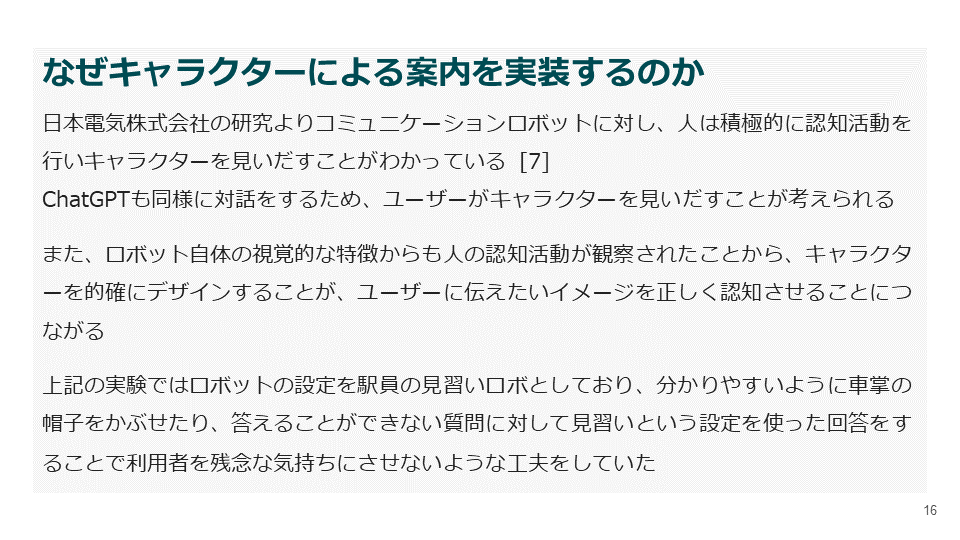 なぜキャラクターによる案内を実装するのか
日本電気株式会社の研究よりコミュニケーションロボットに対し、人は積極的に認知活動を
行いキャラクターを見いだすことがわかっている [7]
ChatGPTも同様に対話をするため、ユーザーがキャラクターを見いだすことが考えられる
また、ロボット自体の視覚的な特徴からも人の認知活動が観察されたことから、キャラクタ
ーを的確にデザインすることが、ユーザーに伝えたいイメージを正しく認知させることにつ
ながる
上記の実験ではロボットの設定を駅員の見習いロボとしており、分かりやすいように車掌の
帽子をかぶせたり、答えることができない質問に対して見習いという設定を使った回答をす
ることで利用者を残念な気持ちにさせないような工夫をしていた
16